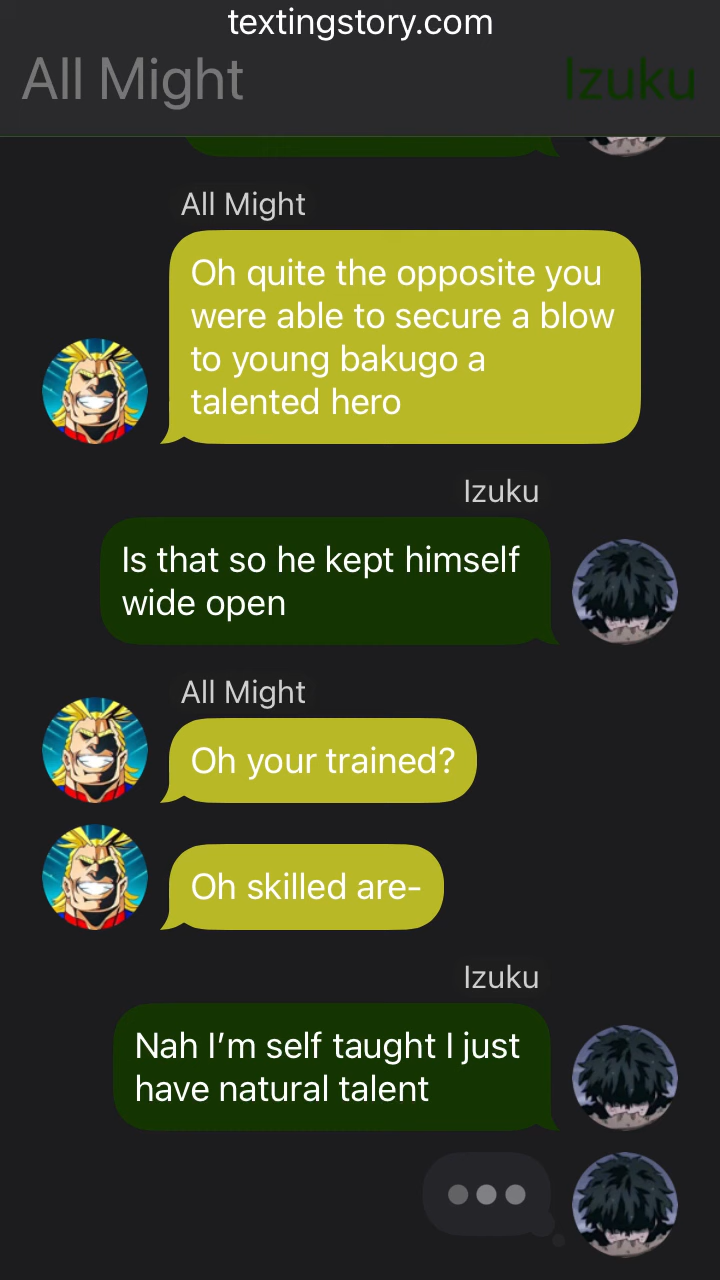 textingstory.com
All Might
Izuku
All Might
Oh quite the opposite you
were able to secure a blow
to young bakugo a
talented hero
Izuku
Is that so he kept himself
wide open
All Might
Oh your trained?
Oh skilled are-
Izuku
Nah I'm self taught I just
have natural talent